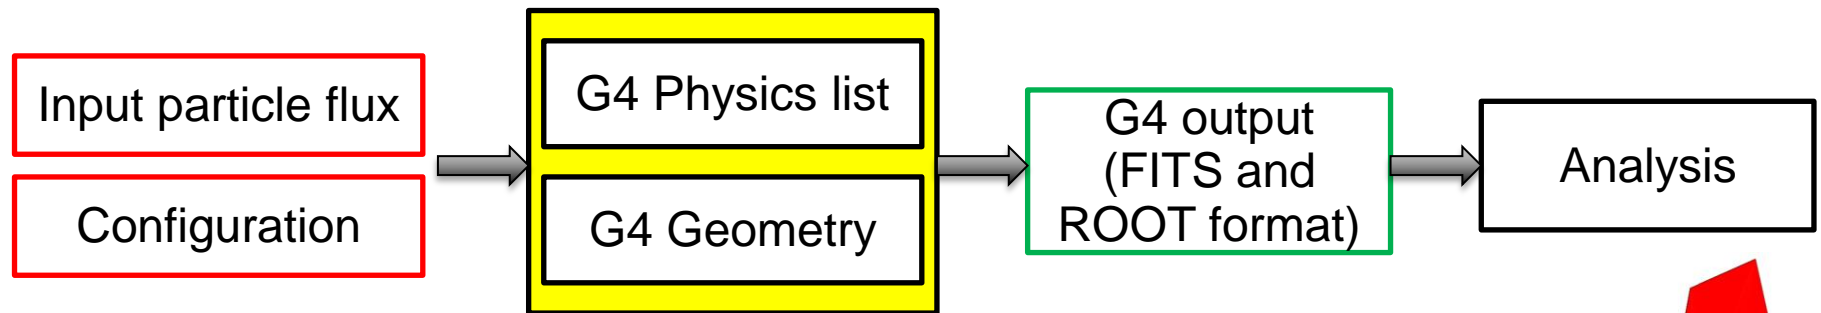 Input particle flux
Configuration
G4 Physics list
G4 Geometry
G4 output
(FITS and
ROOT format)
Analysis